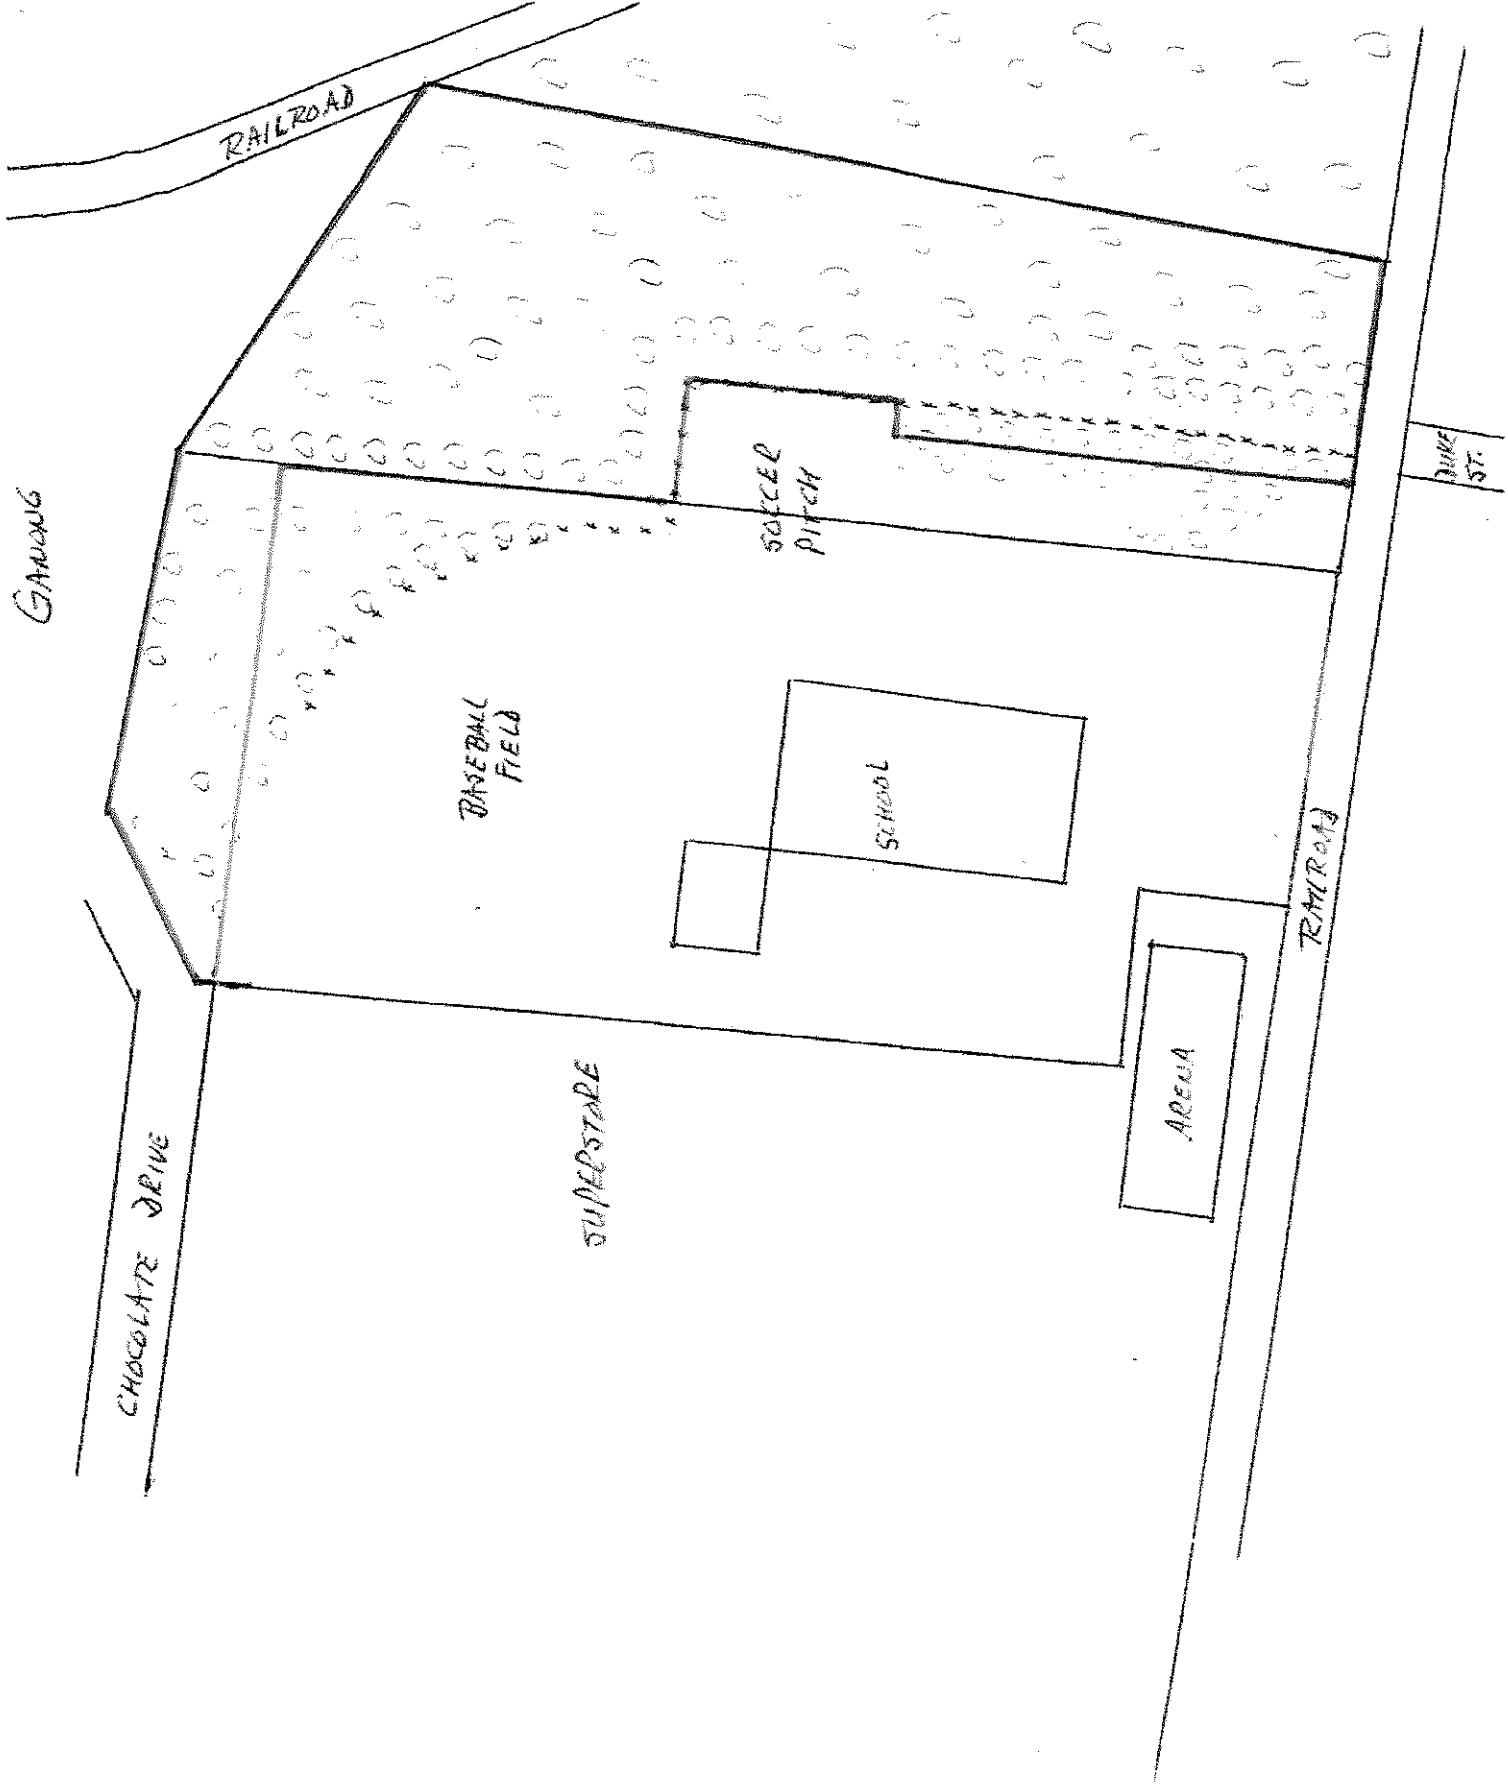 RAILROAD
GANONG
SOCCER
PITCH
BASEBALL
FIELD
SCHOOL
DUKE
ST.
RAILROAD
ARENA
SUPERSTORE
CHOCOLATE DRIVE